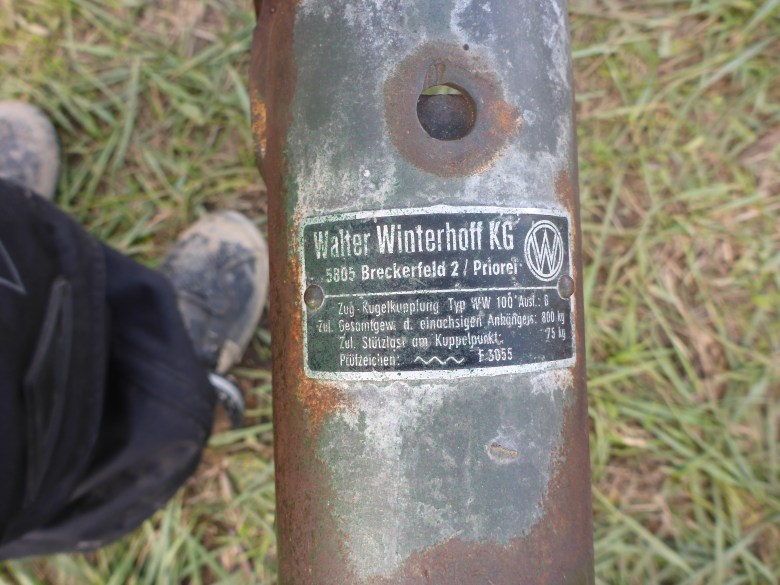 Walter Winterhoff KG
5805 Breckerfeld 2 / Priorei
W
Zug-Kugelkupplung Typ WW 100 Ausf.: G
Zul. Gesamtgew. d. einachsigen Anhängers: 800 kg
Zul. Stützlast am Kuppelpunkt: 75 kg
Prüfzeichen: F 3055